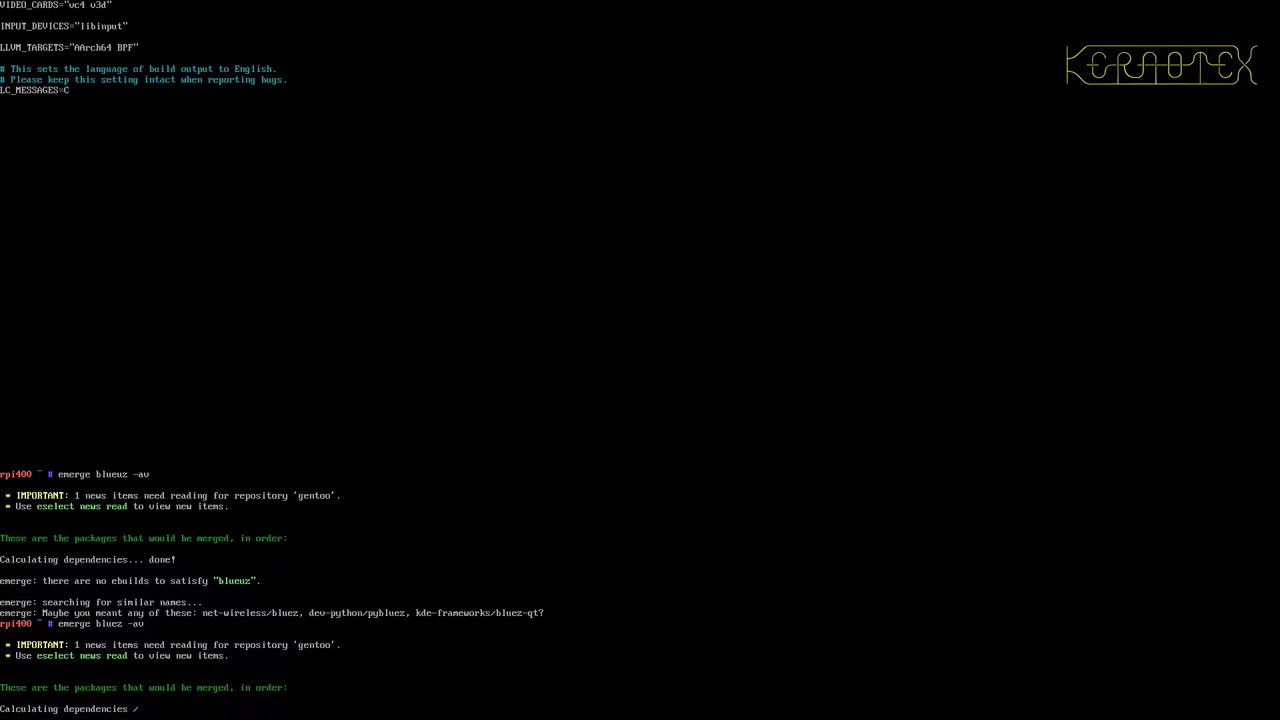 VIDEO_CARDS="vc4 v3d"
INPUT_DEVICES="libinput"
LLVM_TARGETS="AArch64 BPF"
# This sets the language of build output to English.
# Please keep this setting intact when reporting bugs.
LC_MESSAGES=C
KERAOTEX
rpi400 ~ # emerge blueuz -av
* IMPORTANT: 1 news items need reading for repository 'gentoo'.
* Use eselect news read to view new items.
These are the packages that would be merged, in order:
Calculating dependencies... done!
emerge: there are no ebuilds to satisfy "blueuz".
emerge: searching for similar names...
emerge: Maybe you meant any of these: net-wireless/bluez, dev-python/pybluez, kde-frameworks/bluez-qt?
rpi400 ~ # emerge bluez -av
* IMPORTANT: 1 news items need reading for repository 'gentoo'.
* Use eselect news read to view new items.
These are the packages that would be merged, in order:
Calculating dependencies /